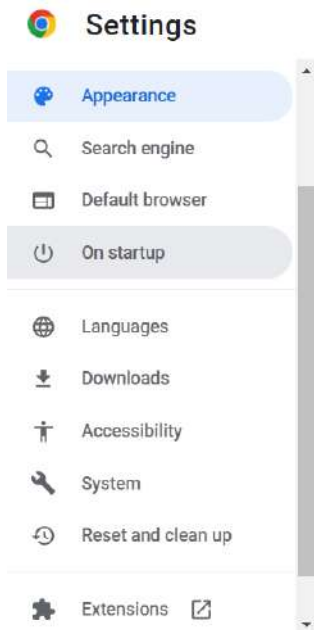 Settings
Appearance
Search engine
Default browser
On startup
Languages
Downloads
Accessibility
System
Reset and clean up
Extensions